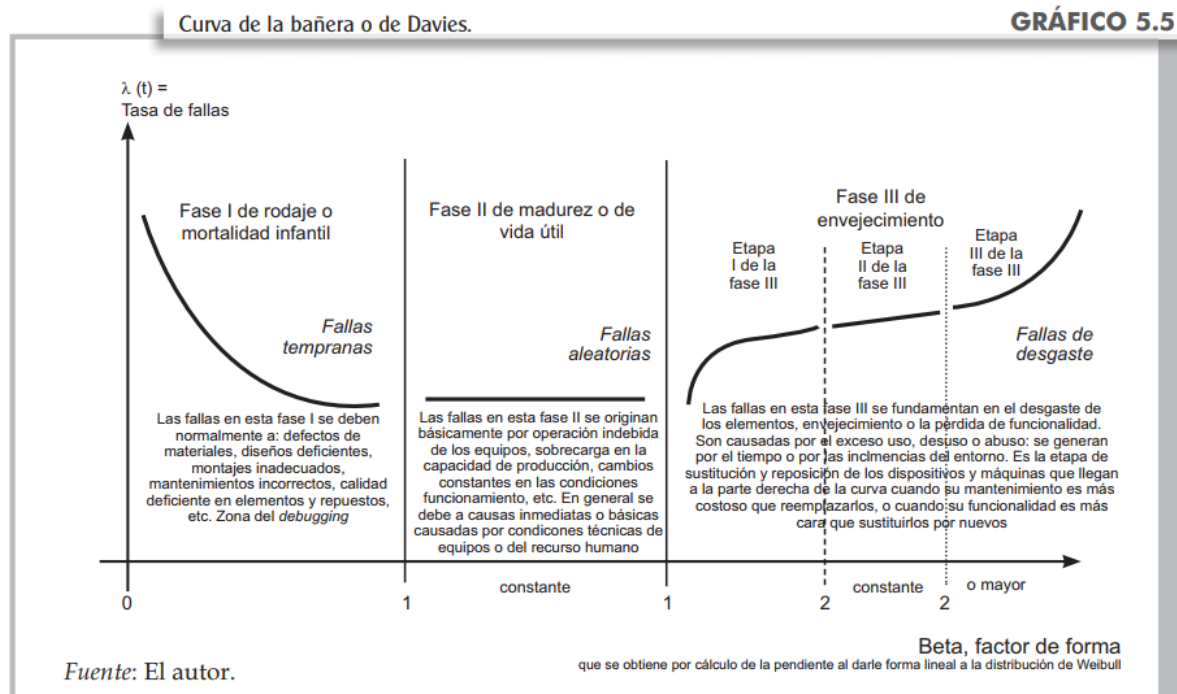 Curva de la bañera o de Davies.
GRÁFICO 5.5
λ (t) =
Tasa de fallas
Fase I de rodaje o
mortalidad infantil
Fallas
tempranas
Las fallas en esta fase I se deben
normalmente a: defectos de
materiales, diseños deficientes,
montajes inadecuados,
mantenimientos incorrectos, calidad
deficiente en elementos y repuestos,
etc. Zona del debugging
Fase II de madurez o de
vida útil
Fallas
aleatorias
Las fallas en esta fase II se originan
básicamente por operación indebida
de los equipos, sobrecarga en la
capacidad de producción, cambios
constantes en las condiciones
funcionamiento, etc. En general se
debe a causas inmediatas o básicas
causadas por condicones técnicas de
equipos o del recurso humano
Fase III de
envejecimiento
Etapa
I de la
fase III
Etapa
II de la
fase III
Etapa
III de la
fase III
Fallas de
desgaste
Las fallas en esta fase III se fundamentan en el desgaste de
los elementos, envejecimiento o la pérdida de funcionalidad.
Son causadas por el exceso uso, desuso o abuso: se generan
por el tiempo o por las inclmencias del entorno. Es la etapa de
sustitución y reposición de los dispositivos y máquinas que llegan
a la parte derecha de la curva cuando su mantenimiento es más
costoso que reemplazarlos, o cuando su funcionalidad es más
cara que sustituirlos por nuevos
0
1
constante
1
2
constante
2
o mayor
Beta, factor de forma
que se obtiene por cálculo de la pendiente al darle forma lineal a la distribución de Weibull
Fuente: El autor.